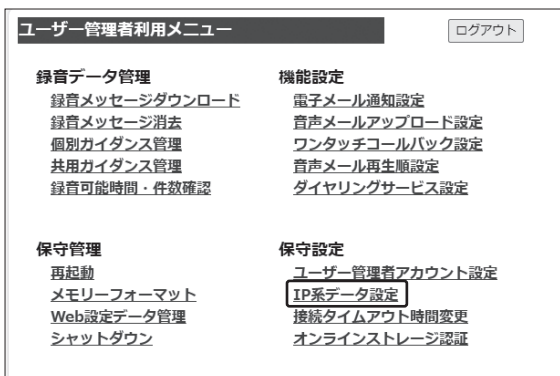 ユーザー管理者利用メニュー
ログアウト
録音データ管理
録音メッセージダウンロード
録音メッセージ消去
個別ガイダンス管理
共用ガイダンス管理
録音可能時間・件数確認
機能設定
電子メール通知設定
音声メールアップロード設定
ワンタッチコールバック設定
音声メール再生順設定
ダイヤリングサービス設定
保守管理
再起動
メモリーフォーマット
Web設定データ管理
シャットダウン
保守設定
ユーザー管理者アカウント設定
IP系データ設定
接続タイムアウト時間変更
オンラインストレージ認証